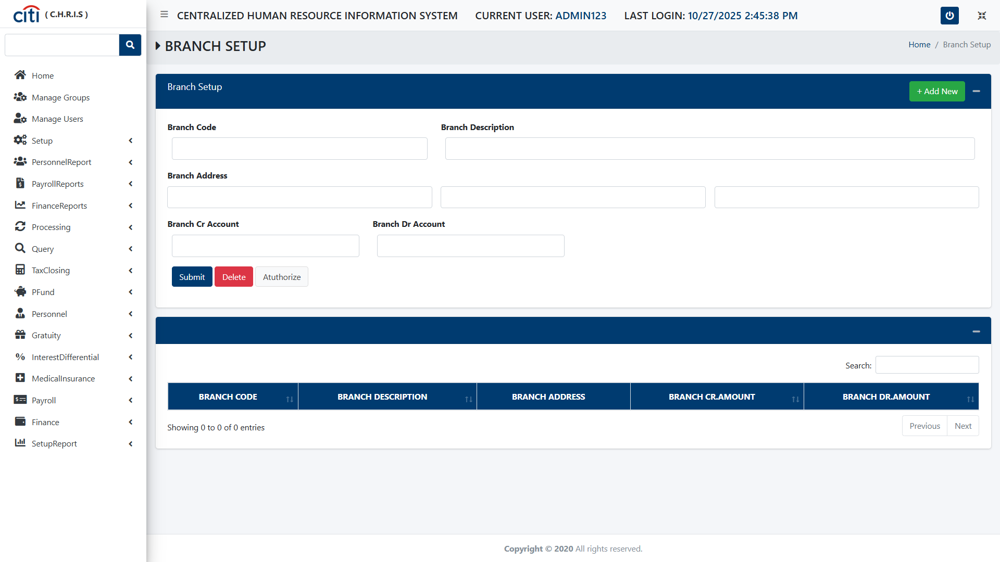 citi ( C.H.R.I.S )
CENTRALIZED HUMAN RESOURCE INFORMATION SYSTEM CURRENT USER: ADMIN123 LAST LOGIN: 10/27/2025 2:45:38 PM
BRANCH SETUP
Home / Branch Setup
Home
Manage Groups
Manage Users
Setup
PersonnelReport
PayrollReports
FinanceReports
Processing
Query
TaxClosing
PFund
Personnel
Gratuity
% InterestDifferential
MedicalInsurance
Payroll
Finance
SetupReport
Branch Setup
+ Add New
Branch Code Branch Description
Branch Address
Branch Cr Account Branch Dr Account
Submit Delete Atuthorize
Search:
BRANCH CODE BRANCH DESCRIPTION BRANCH ADDRESS BRANCH CR.AMOUNT BRANCH DR.AMOUNT
Showing 0 to 0 of 0 entries
Previous Next
Copyright © 2020 All rights reserved.